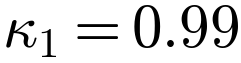 κ₁ = 0.99